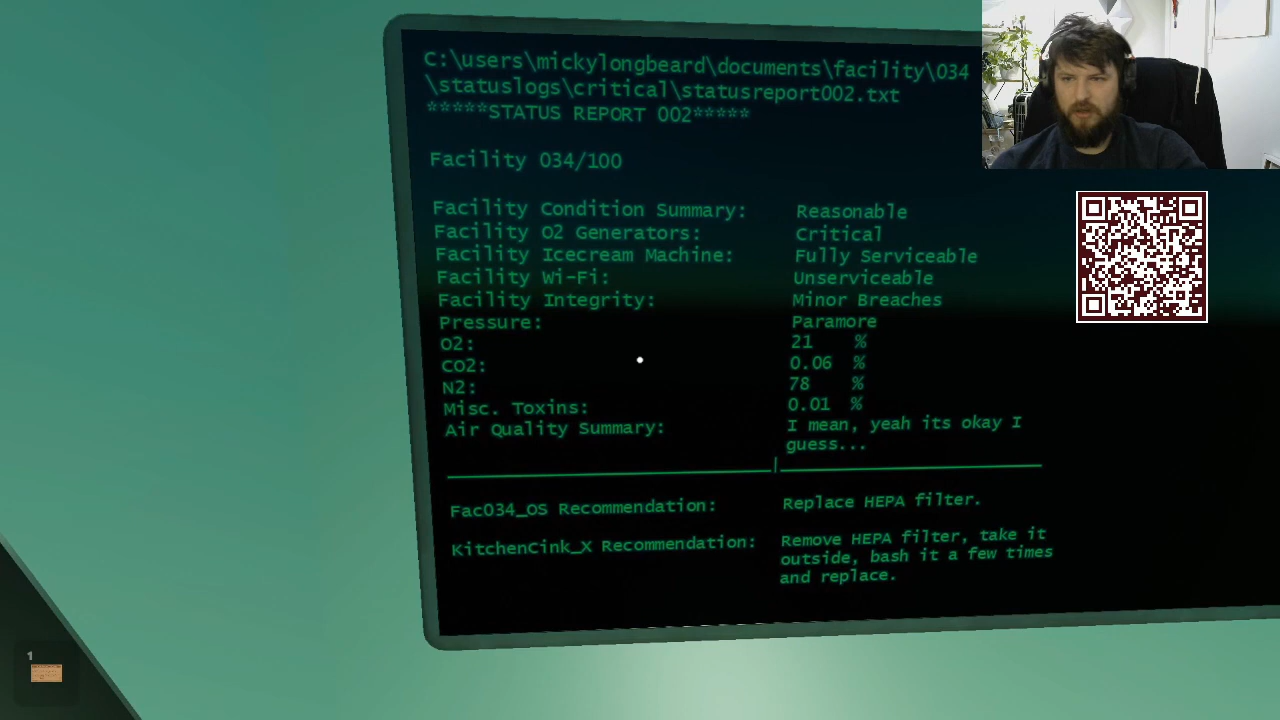 C:\users\mickylongbeard\documents\facility\034
\statuslogs\critical\statusreport002.txt
*****STATUS REPORT 002*****
Facility 034/100
Facility Condition Summary: Reasonable
Facility O2 Generators: Critical
Facility Icecream Machine: Fully Serviceable
Facility Wi-Fi: Unserviceable
Facility Integrity: Minor Breaches
Pressure: Paramore
O2: 21 %
CO2: 0.06 %
N2: 78 %
Misc. Toxins: 0.01 %
Air Quality Summary: I mean, yeah its okay I
guess...
Fac034_OS Recommendation: Replace HEPA filter.
KitchenCink_X Recommendation: Remove HEPA filter, take it
outside, bash it a few times
and replace.
1